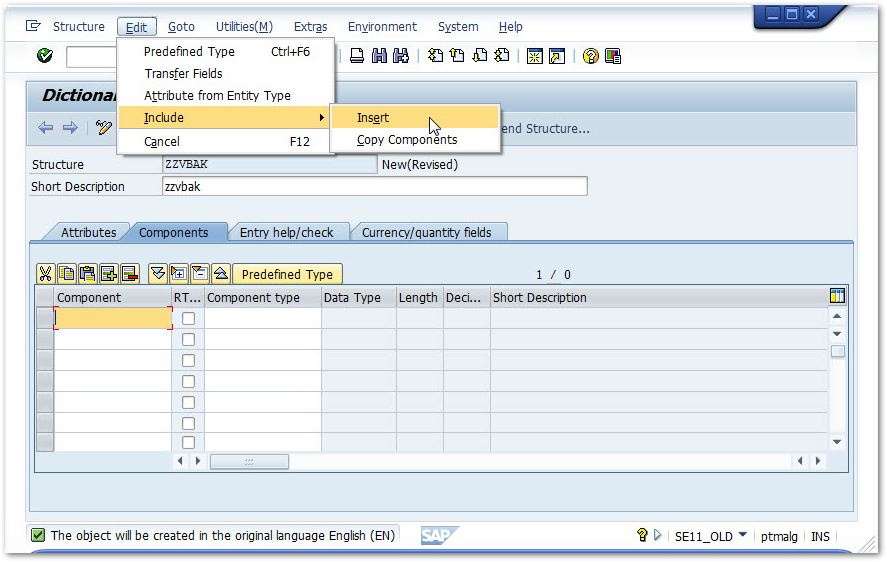 Structure Edit Goto Utilities(M) Extras Environment System Help
Predefined Type Ctrl+F6
Transfer Fields
Attribute from Entity Type
Include Insert
Cancel F12 Copy Components
Dictional
end Structure...
Structure ZZVBAK New(Revised)
Short Description zzvbak
Attributes Components Entry help/check Currency/quantity fields
Predefined Type 1 / 0
Component RT... Component type Data Type Length Deci... Short Description
The object will be created in the original language English (EN) SAP SE11_OLD ptmalg INS